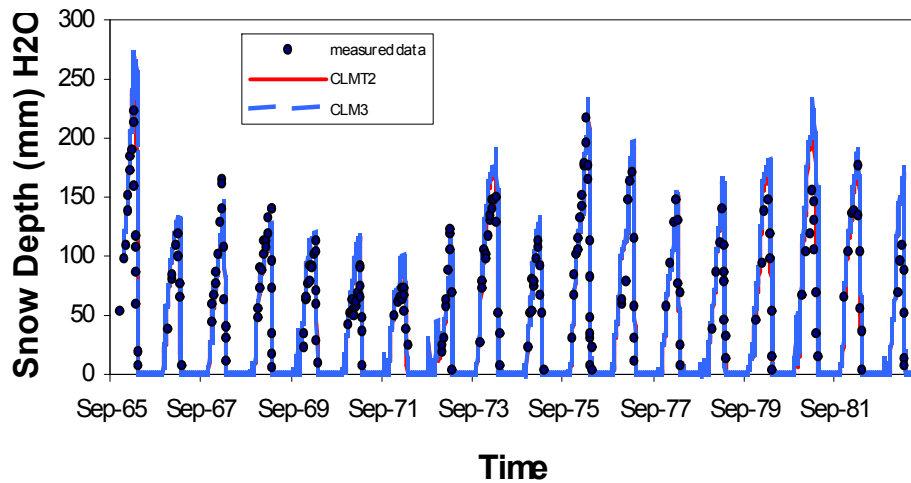 Snow Depth (mm) H2O
300
250
200
150
100
50
0
measured data
CLMT2
CLM3
Sep-65 Sep-67 Sep-69 Sep-71 Sep-73 Sep-75 Sep-77 Sep-79 Sep-81
Time